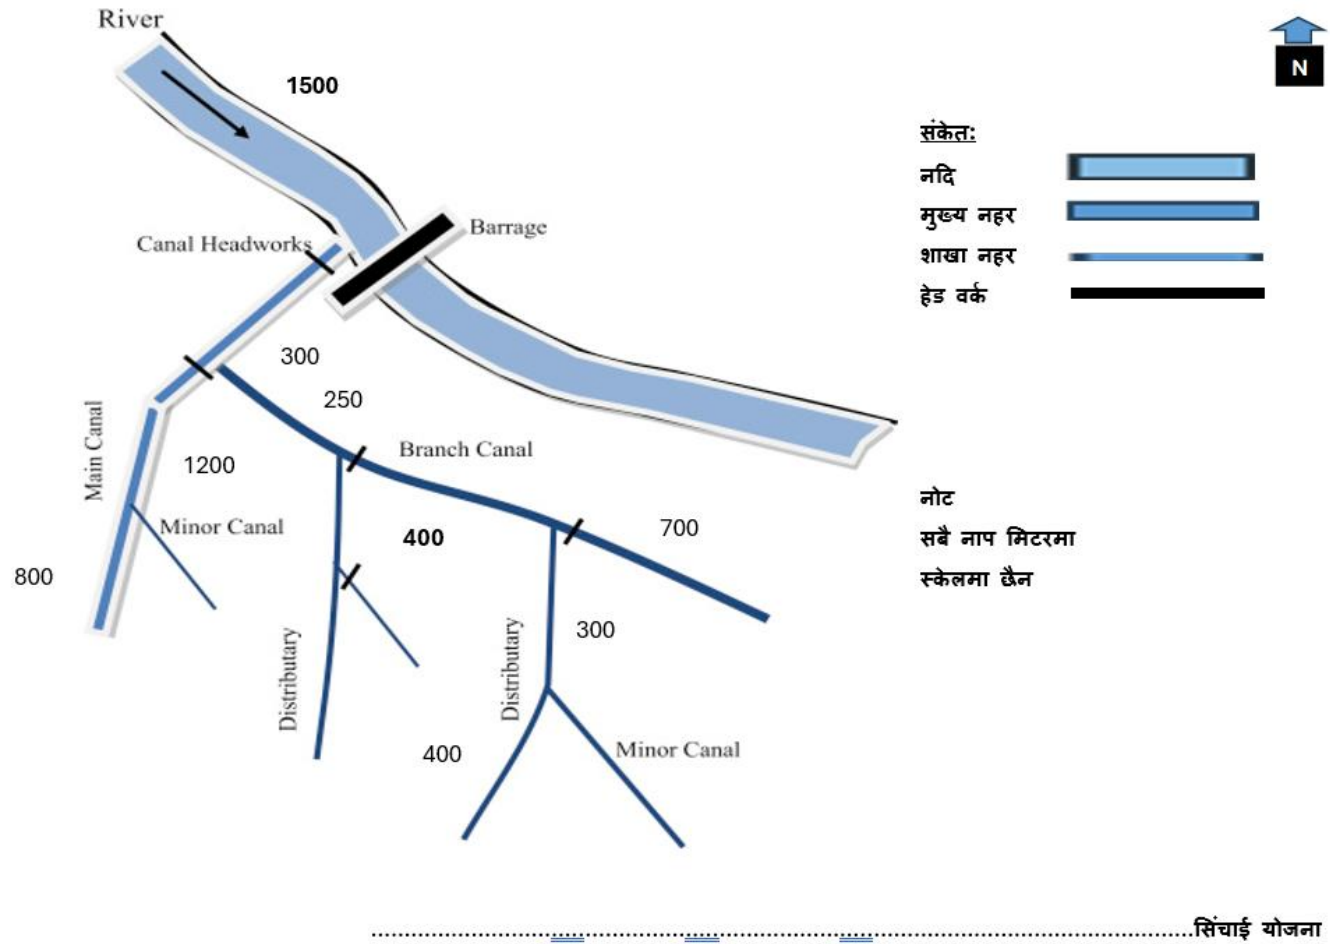 River
1500
N
संकेत:
नदि
मुख्य नहर
शाखा नहर
हेड वर्क
Canal Headworks
Barrage
300
250
Main Canal
1200
Branch Canal
Minor Canal
400
700
800
नोट
सबै नाप मिटरमा
स्केलमा छैन
Distributary
Distributary
300
400
Minor Canal
सिंचाई योजना